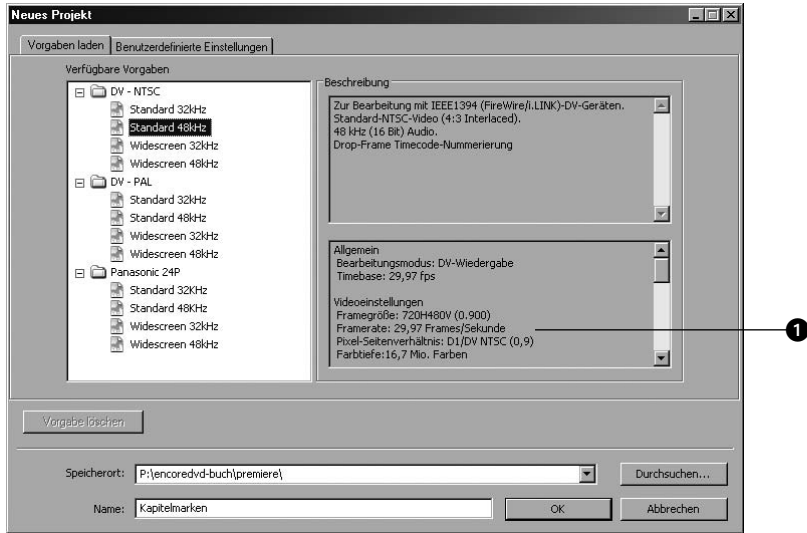 Neues Projekt
Vorgaben laden
Benutzerdefinierte Einstellungen
Verfügbare Vorgaben
DV - NTSC
Standard 32kHz
Standard 48kHz
Widescreen 32kHz
Widescreen 48kHz
DV - PAL
Standard 32kHz
Standard 48kHz
Widescreen 32kHz
Widescreen 48kHz
Panasonic 24P
Standard 32KHz
Standard 48KHz
Widescreen 32kHz
Widescreen 48kHz
Beschreibung
Zur Bearbeitung mit IEEE1394 (FireWire/i.LINK)-DV-Geräten.
Standard-NTSC-Video (4:3 Interlaced).
48 kHz (16 Bit) Audio.
Drop-Frame Timecode-Nummerierung
Allgemein
Bearbeitungsmodus: DV-Wiedergabe
Timebase: 29,97 fps
Videoeinstellungen
Framegröße: 720H480V (0.900)
Framerate: 29,97 Frames/Sekunde
Pixel-Seitenverhältnis: D1/DV NTSC (0,9)
Farbtiefe:16,7 Mio. Farben
1
Vorgabe löschen
Speicherort:
P:\encoredvd-buch\premiere\
Durchsuchen...
Name:
Kapitelmarken
OK
Abbrechen